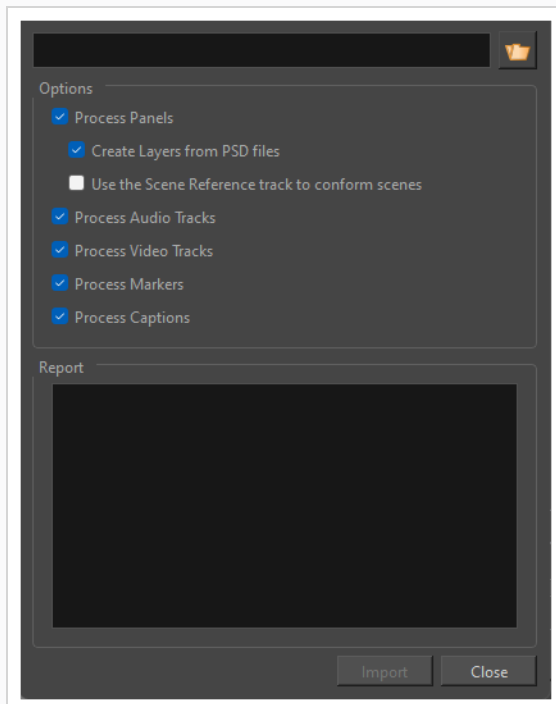 Options
Process Panels
Create Layers from PSD files
Use the Scene Reference track to conform scenes
Process Audio Tracks
Process Video Tracks
Process Markers
Process Captions
Report
Import Close